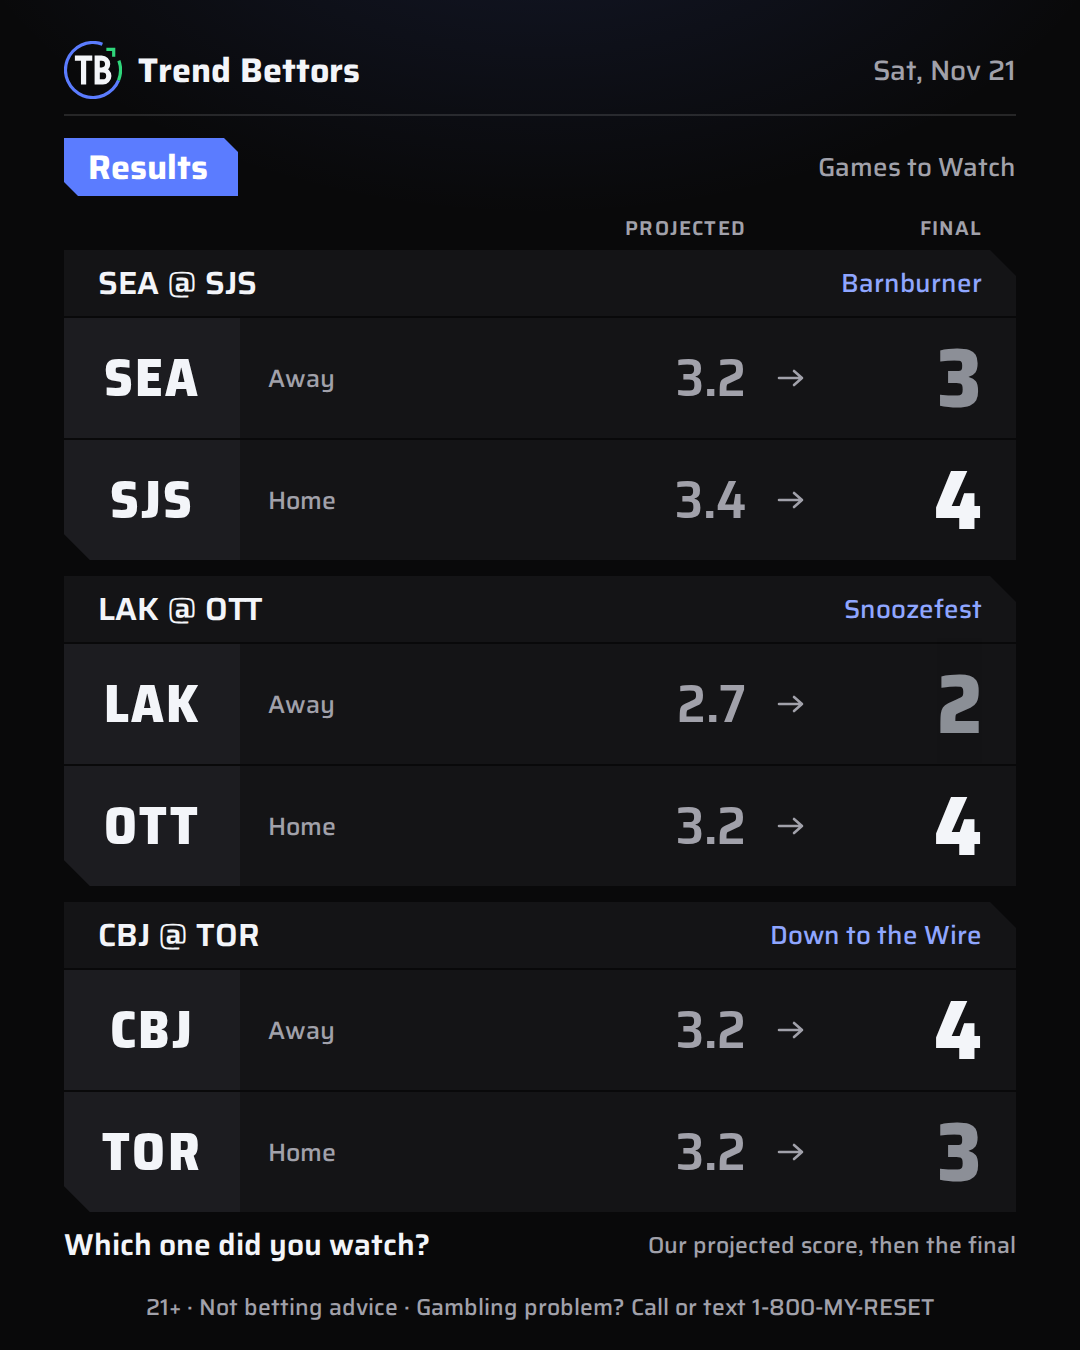 TB Trend Bettors Sat, Nov 21
Results Games to Watch
PROJECTED FINAL
SEA @ SJS Barnburner
SEA Away 3.2 → 3
SJS Home 3.4 → 4
LAK @ OTT Snoozefest
LAK Away 2.7 → 2
OTT Home 3.2 → 4
CBJ @ TOR Down to the Wire
CBJ Away 3.2 → 4
TOR Home 3.2 → 3
Which one did you watch? Our projected score, then the final
21+ · Not betting advice · Gambling problem? Call or text 1-800-MY-RESET